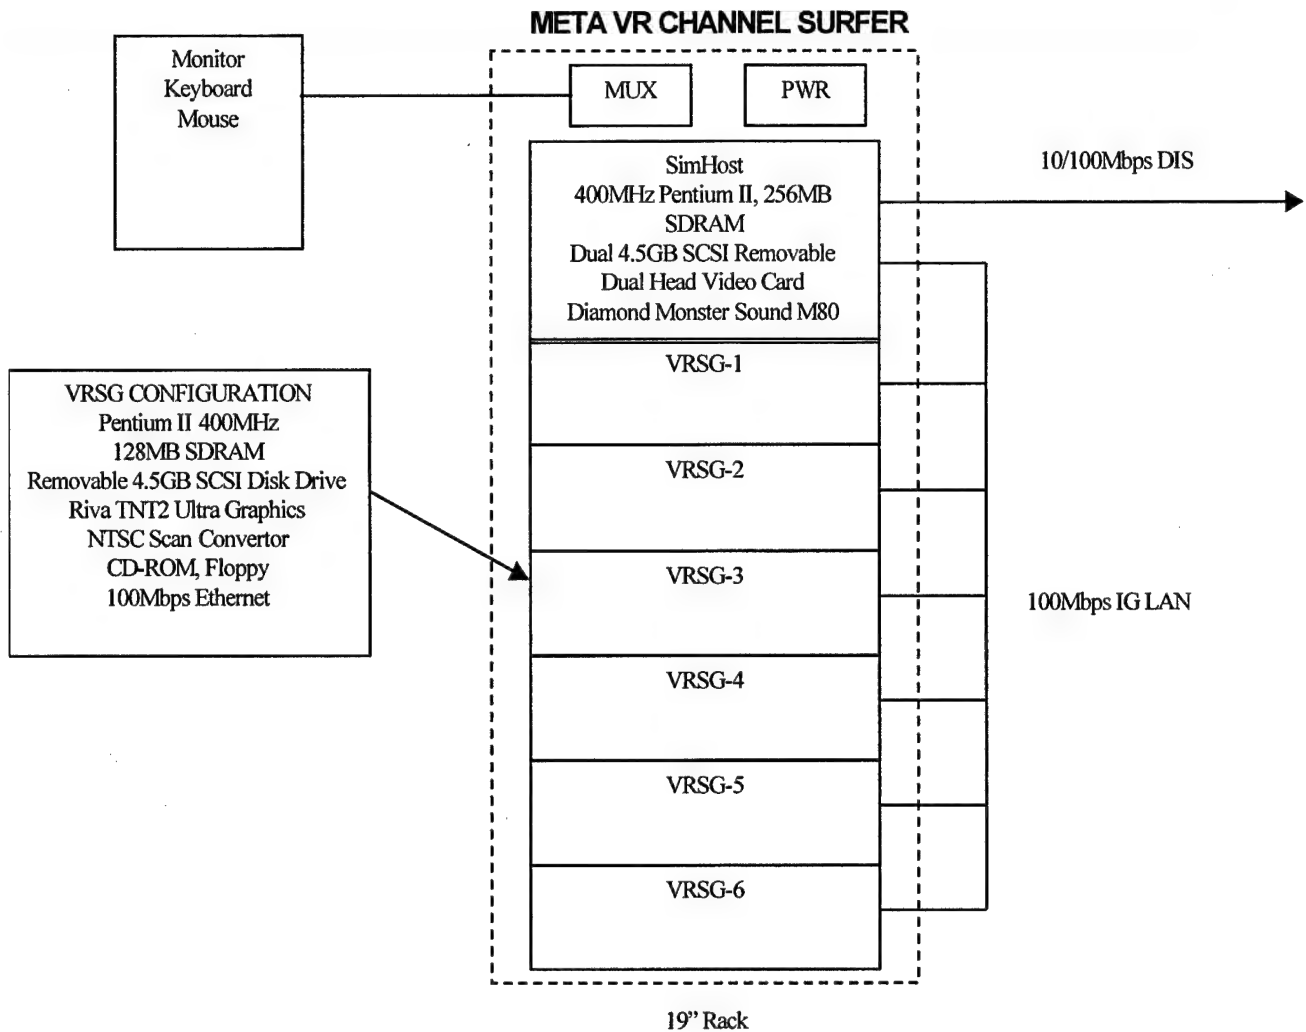 META VR CHANNEL SURFER
Monitor
Keyboard
Mouse
MUX
PWR
SimHost
400MHz Pentium II, 256MB
SDRAM
Dual 4.5GB SCSI Removable
Dual Head Video Card
Diamond Monster Sound M80
10/100Mbps DIS
VRSG CONFIGURATION
Pentium II 400MHz
128MB SDRAM
Removable 4.5GB SCSI Disk Drive
Riva TNT2 Ultra Graphics
NTSC Scan Convertor
CD-ROM, Floppy
100Mbps Ethernet
VRSG-1
VRSG-2
VRSG-3
VRSG-4
VRSG-5
VRSG-6
100Mbps IG LAN
19” Rack